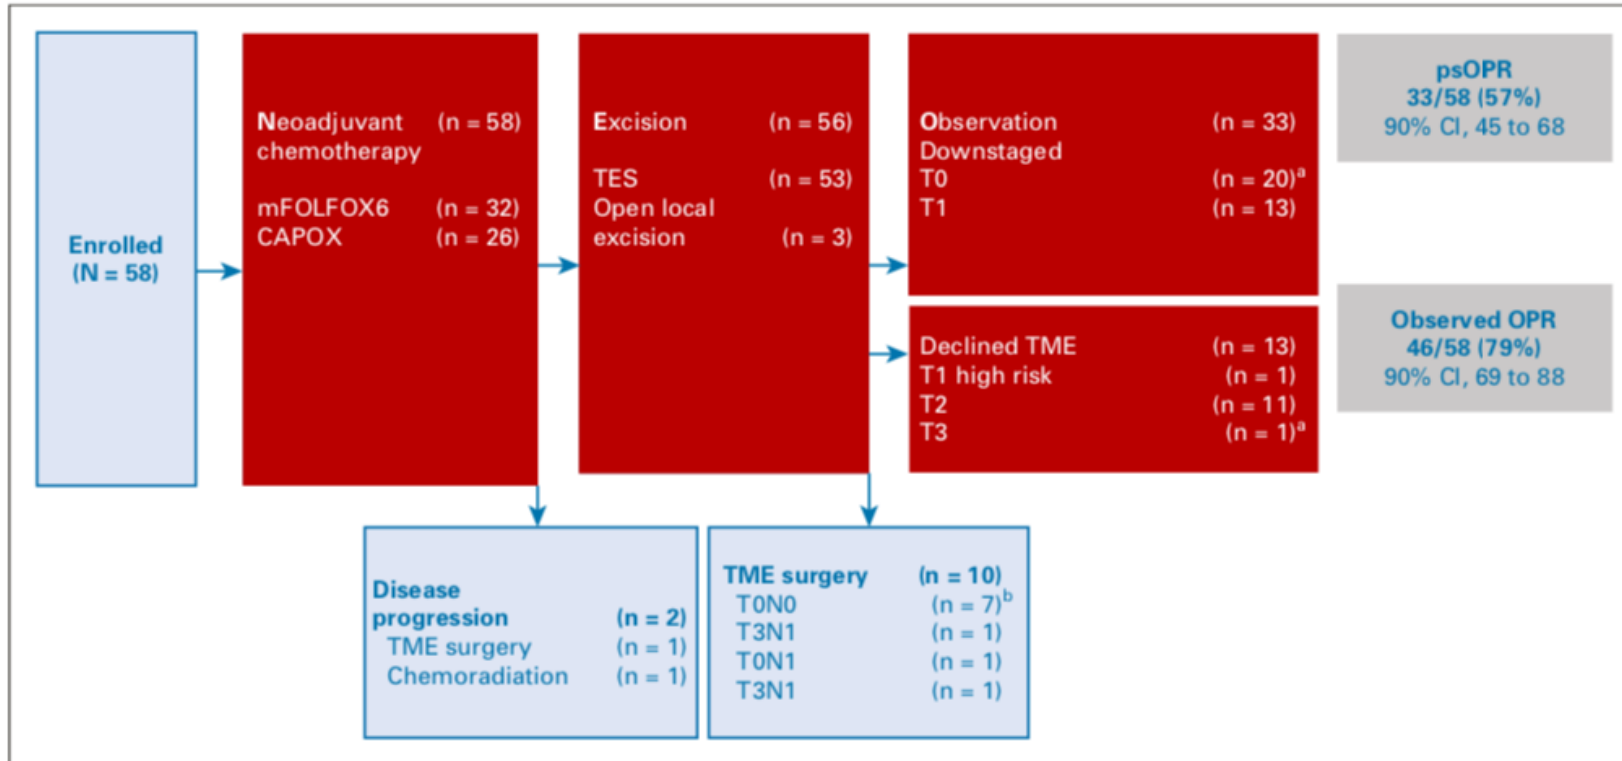 Enrolled
(N = 58)
Neoadjuvant (n = 58)
chemotherapy
mFOLFOX6 (n = 32)
CAPOX (n = 26)
Excision (n = 56)
TES (n = 53)
Open local
excision (n = 3)
Observation (n = 33)
Downstaged
T0 (n = 20)a
T1 (n = 13)
Declined TME (n = 13)
T1 high risk (n = 1)
T2 (n = 11)
T3 (n = 1)a
psOPR
33/58 (57%)
90% CI, 45 to 68
Observed OPR
46/58 (79%)
90% CI, 69 to 88
Disease
progression (n = 2)
TME surgery (n = 1)
Chemoradiation (n = 1)
TME surgery (n = 10)
T0N0 (n = 7)b
T3N1 (n = 1)
T0N1 (n = 1)
T3N1 (n = 1)